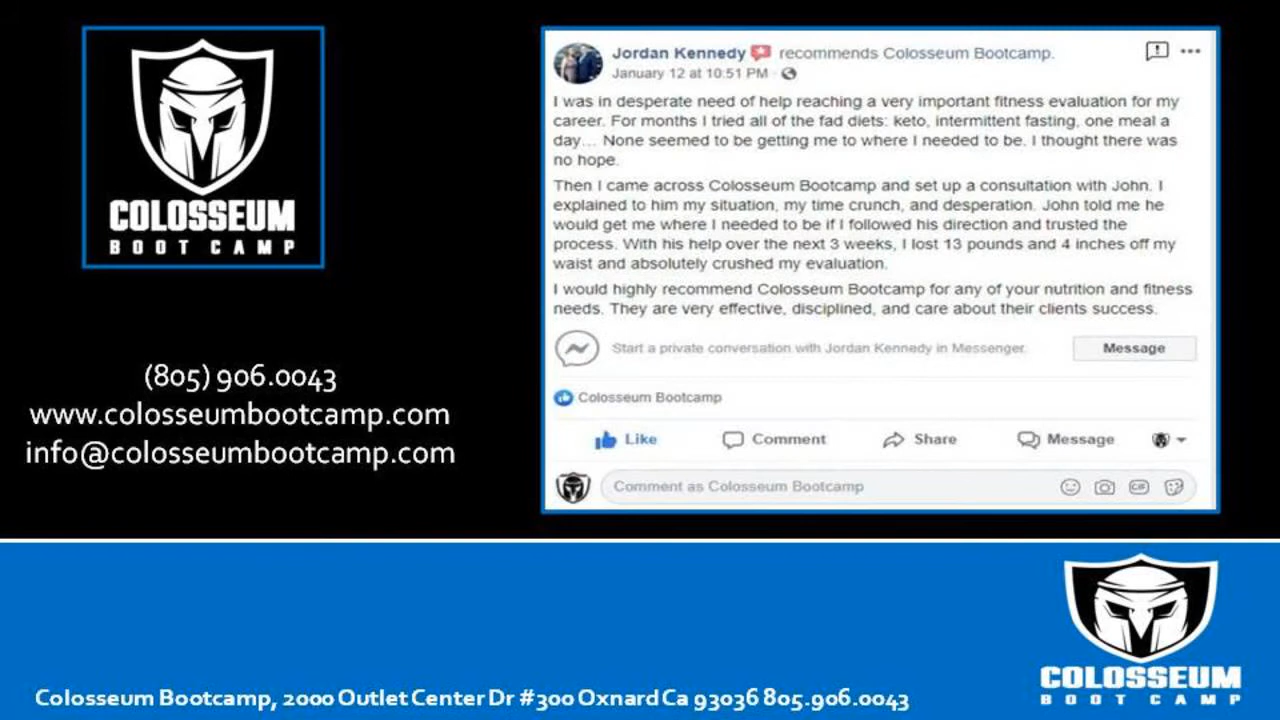 COLOSSEUM
BOOT CAMP
(805) 906.0043
www.colosseumbootcamp.com
info@colosseumbootcamp.com
Jordan Kennedy recommends Colosseum Bootcamp.
January 12 at 10:51 PM ·
I was in desperate need of help reaching a very important fitness evaluation for my
career. For months I tried all of the fad diets: keto, intermittent fasting, one meal a
day... None seemed to be getting me to where I needed to be. I thought there was
no hope.
Then I came across Colosseum Bootcamp and set up a consultation with John. I
explained to him my situation, my time crunch, and desperation. John told me he
would get me where I needed to be if I followed his direction and trusted the
process. With his help over the next 3 weeks, I lost 13 pounds and 4 inches off my
waist and absolutely crushed my evaluation.
I would highly recommend Colosseum Bootcamp for any of your nutrition and fitness
needs. They are very effective, disciplined, and care about their clients success.
Start a private conversation with Jordan Kennedy in Messenger.
Message
Colosseum Bootcamp
Like Comment Share Message
Comment as Colosseum Bootcamp
GIF
COLOSSEUM
BOOT CAMP
Colosseum Bootcamp, 2000 Outlet Center Dr #300 Oxnard Ca 93036 805.906.0043